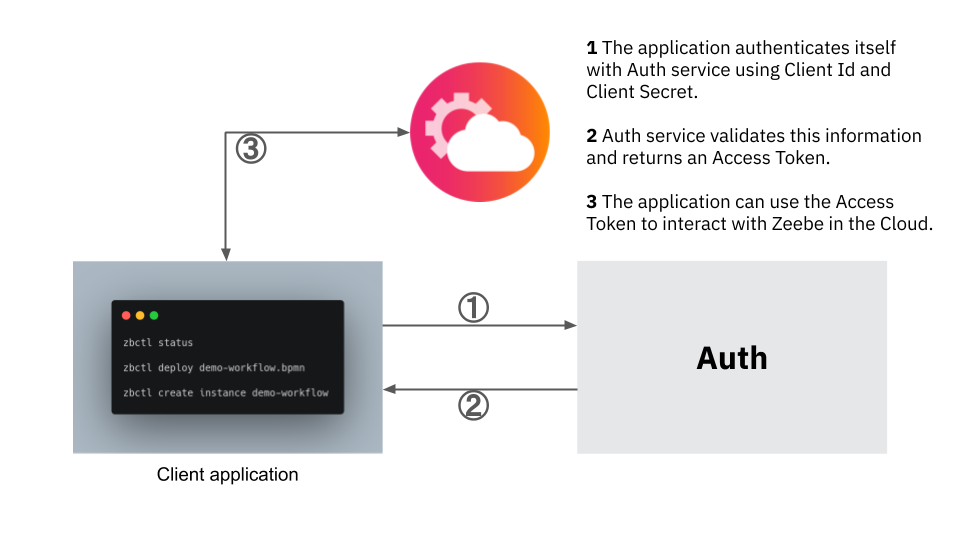 1 The application authenticates itself
with Auth service using Client Id and
Client Secret.
2 Auth service validates this information
and returns an Access Token.
3 The application can use the Access
Token to interact with Zeebe in the Cloud.
③
①
②
zbctl status
zbctl deploy demo-workflow.bpmn
zbctl create instance demo-workflow
Auth
Client application